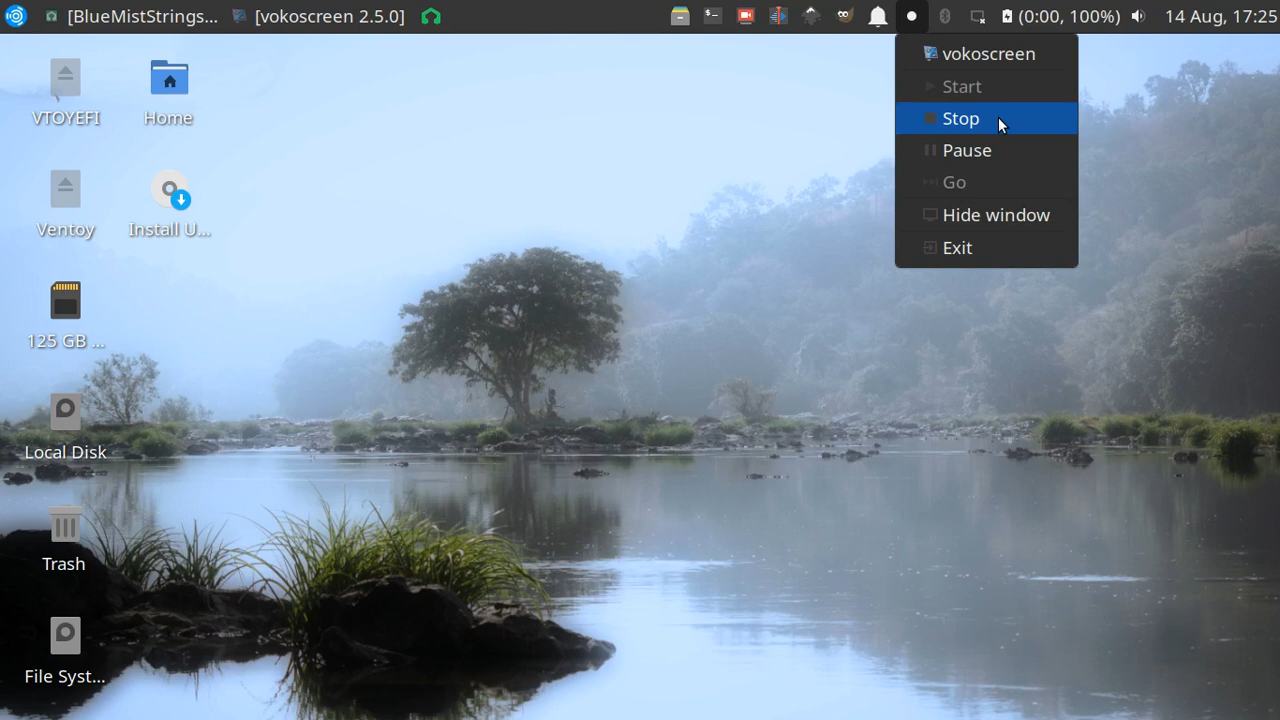 [BlueMistStrings... [vokoscreen 2.5.0] (0:00, 100%) 14 Aug, 17:25
vokoscreen
Start
Stop
Pause
Go
Hide window
Exit
VTOYEFI Home
Ventoy Install U...
125 GB ...
Local Disk
Trash
File Syst...